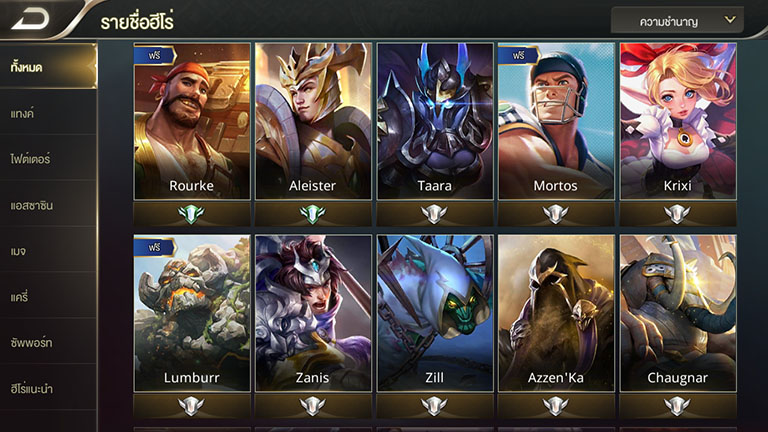 รายชื่อฮีโร่
ความชำนาญ
ทั้งหมด
แทงค์
ไฟต์เตอร์
แอสซาซิน
เมจ
แครี่
ซัพพอร์ท
ฮีโร่แนะนำ
ฟรี
Rourke
Aleister
Taara
ฟรี
Mortos
Krixi
ฟรี
Lumburr
Zanis
Zill
Azzen'Ka
Chaugnar